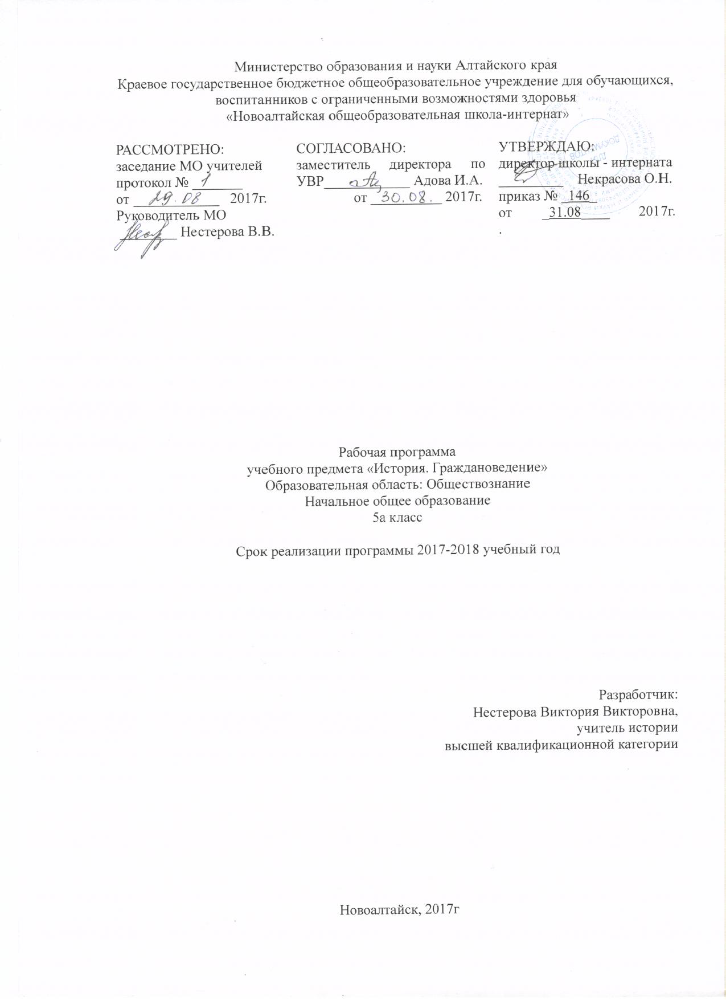 Министерство образования и науки Алтайского края
Краевое государственное бюджетное общеобразовательное учреждение для обучающихся,
воспитанников с ограниченными возможностями здоровья
«Новоалтайская общеобразовательная школа-интернат»
РАССМОТРЕНО:
заседание МО учителей
протокол № 1
от 29.08 2017г.
Руководитель МО
Нестерова В.В.
СОГЛАСОВАНО:
заместитель директора по
УВР Адова И.А.
от 30.08. 2017г.
УТВЕРЖДАЮ:
директор школы - интерната
Некрасова О.Н.
приказ № 146
от 31.08 2017г.
.
ДЛЯ
ДОКУМЕНТОВ
Рабочая программа
учебного предмета «История. Граждановедение»
Образовательная область: Обществознание
Начальное общее образование
5а класс
Срок реализации программы 2017-2018 учебный год
Разработчик:
Нестерова Виктория Викторовна,
учитель истории
высшей квалификационной категории
Новоалтайск, 2017г